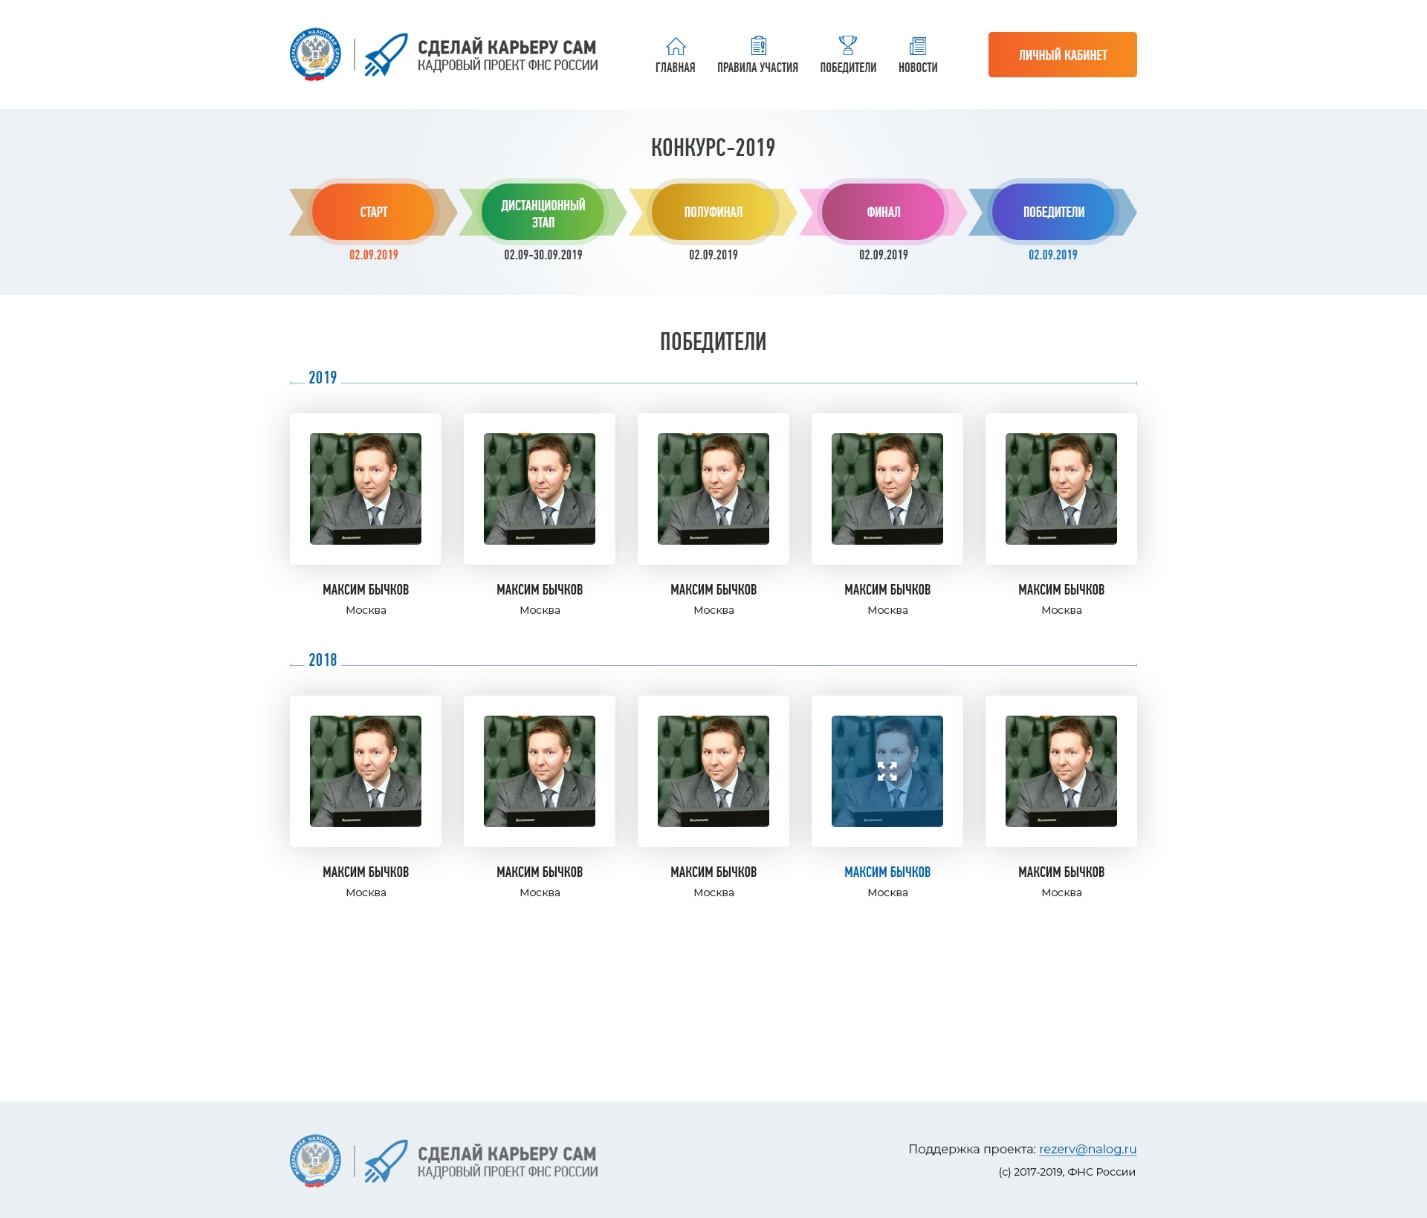 СДЕЛАЙ КАРЬЕРУ САМ
КАДРОВЫЙ ПРОЕКТ ФНС РОССИИ
ГЛАВНАЯ
ПРАВИЛА УЧАСТИЯ
ПОБЕДИТЕЛИ
НОВОСТИ
ЛИЧНЫЙ КАБИНЕТ
КОНКУРС-2019
СТАРТ
ДИСТАНЦИОННЫЙ
ЭТАП
ПОЛУФИНАЛ
ФИНАЛ
ПОБЕДИТЕЛИ
02.09.2019
02.09-30.09.2019
02.09.2019
02.09.2019
02.09.2019
ПОБЕДИТЕЛИ
2019
МАКСИМ БЫЧКОВ
Москва
МАКСИМ БЫЧКОВ
Москва
МАКСИМ БЫЧКОВ
Москва
МАКСИМ БЫЧКОВ
Москва
МАКСИМ БЫЧКОВ
Москва
2018
МАКСИМ БЫЧКОВ
Москва
МАКСИМ БЫЧКОВ
Москва
МАКСИМ БЫЧКОВ
Москва
МАКСИМ БЫЧКОВ
Москва
МАКСИМ БЫЧКОВ
Москва
СДЕЛАЙ КАРЬЕРУ САМ
КАДРОВЫЙ ПРОЕКТ ФНС РОССИИ
Поддержка проекта: rezerv@nalog.ru
(c) 2017-2019, ФНС России